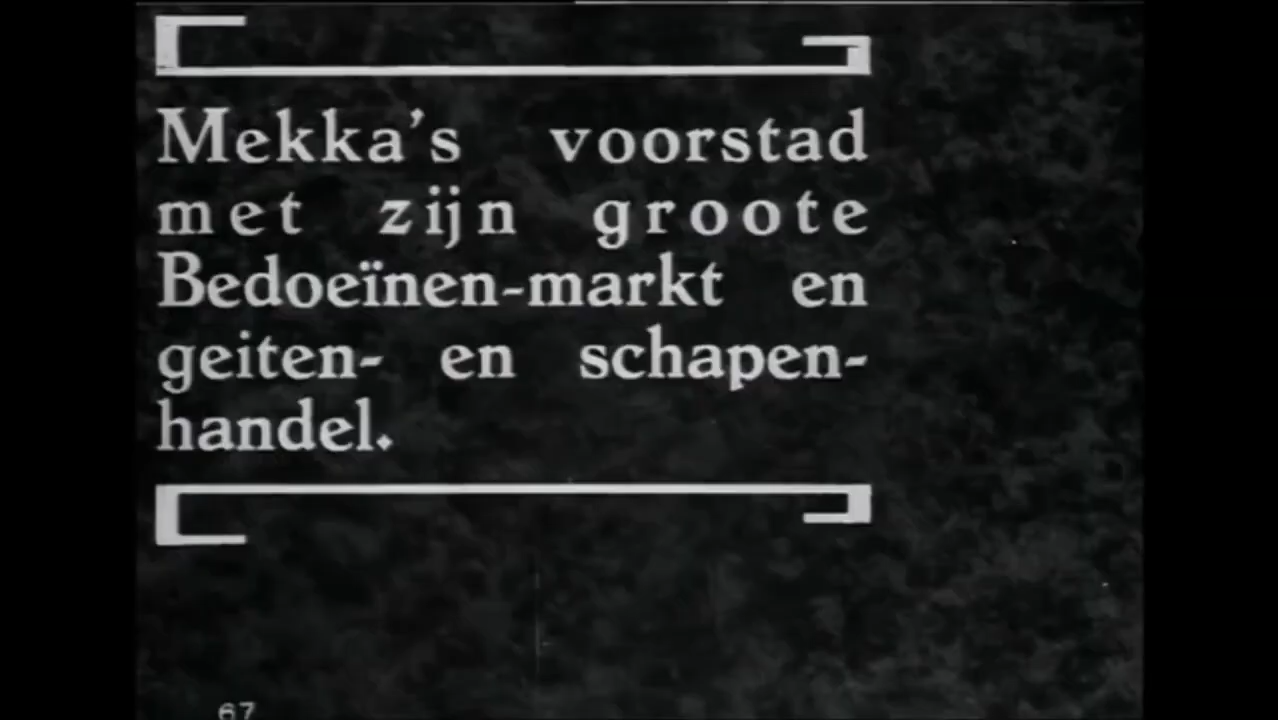 Mekka's voorstad
met zijn groote
Bedoeïnen-markt en
geiten- en schapen-
handel.
67